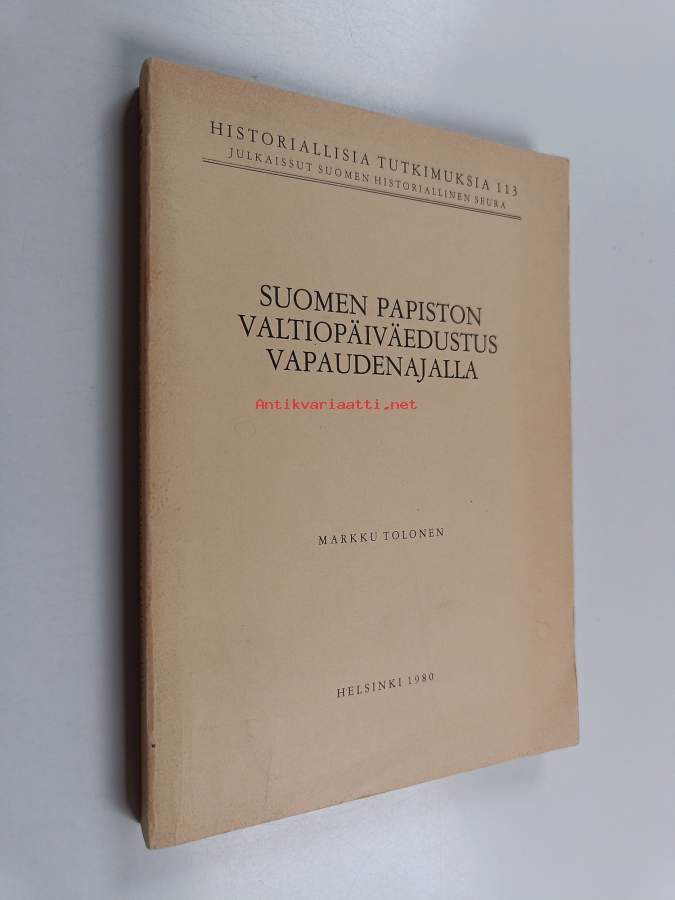 HISTORIALLISIA TUTKIMUKSIA 113
JULKAISSUT SUOMEN HISTORIALLINEN SEURA
SUOMEN PAPISTON
VALTIOPÄIVÄEDUSTUS
VAPAUDENAJALLA
Antikvariaatti.net
MARKKU TOLONEN
HELSINKI 1980